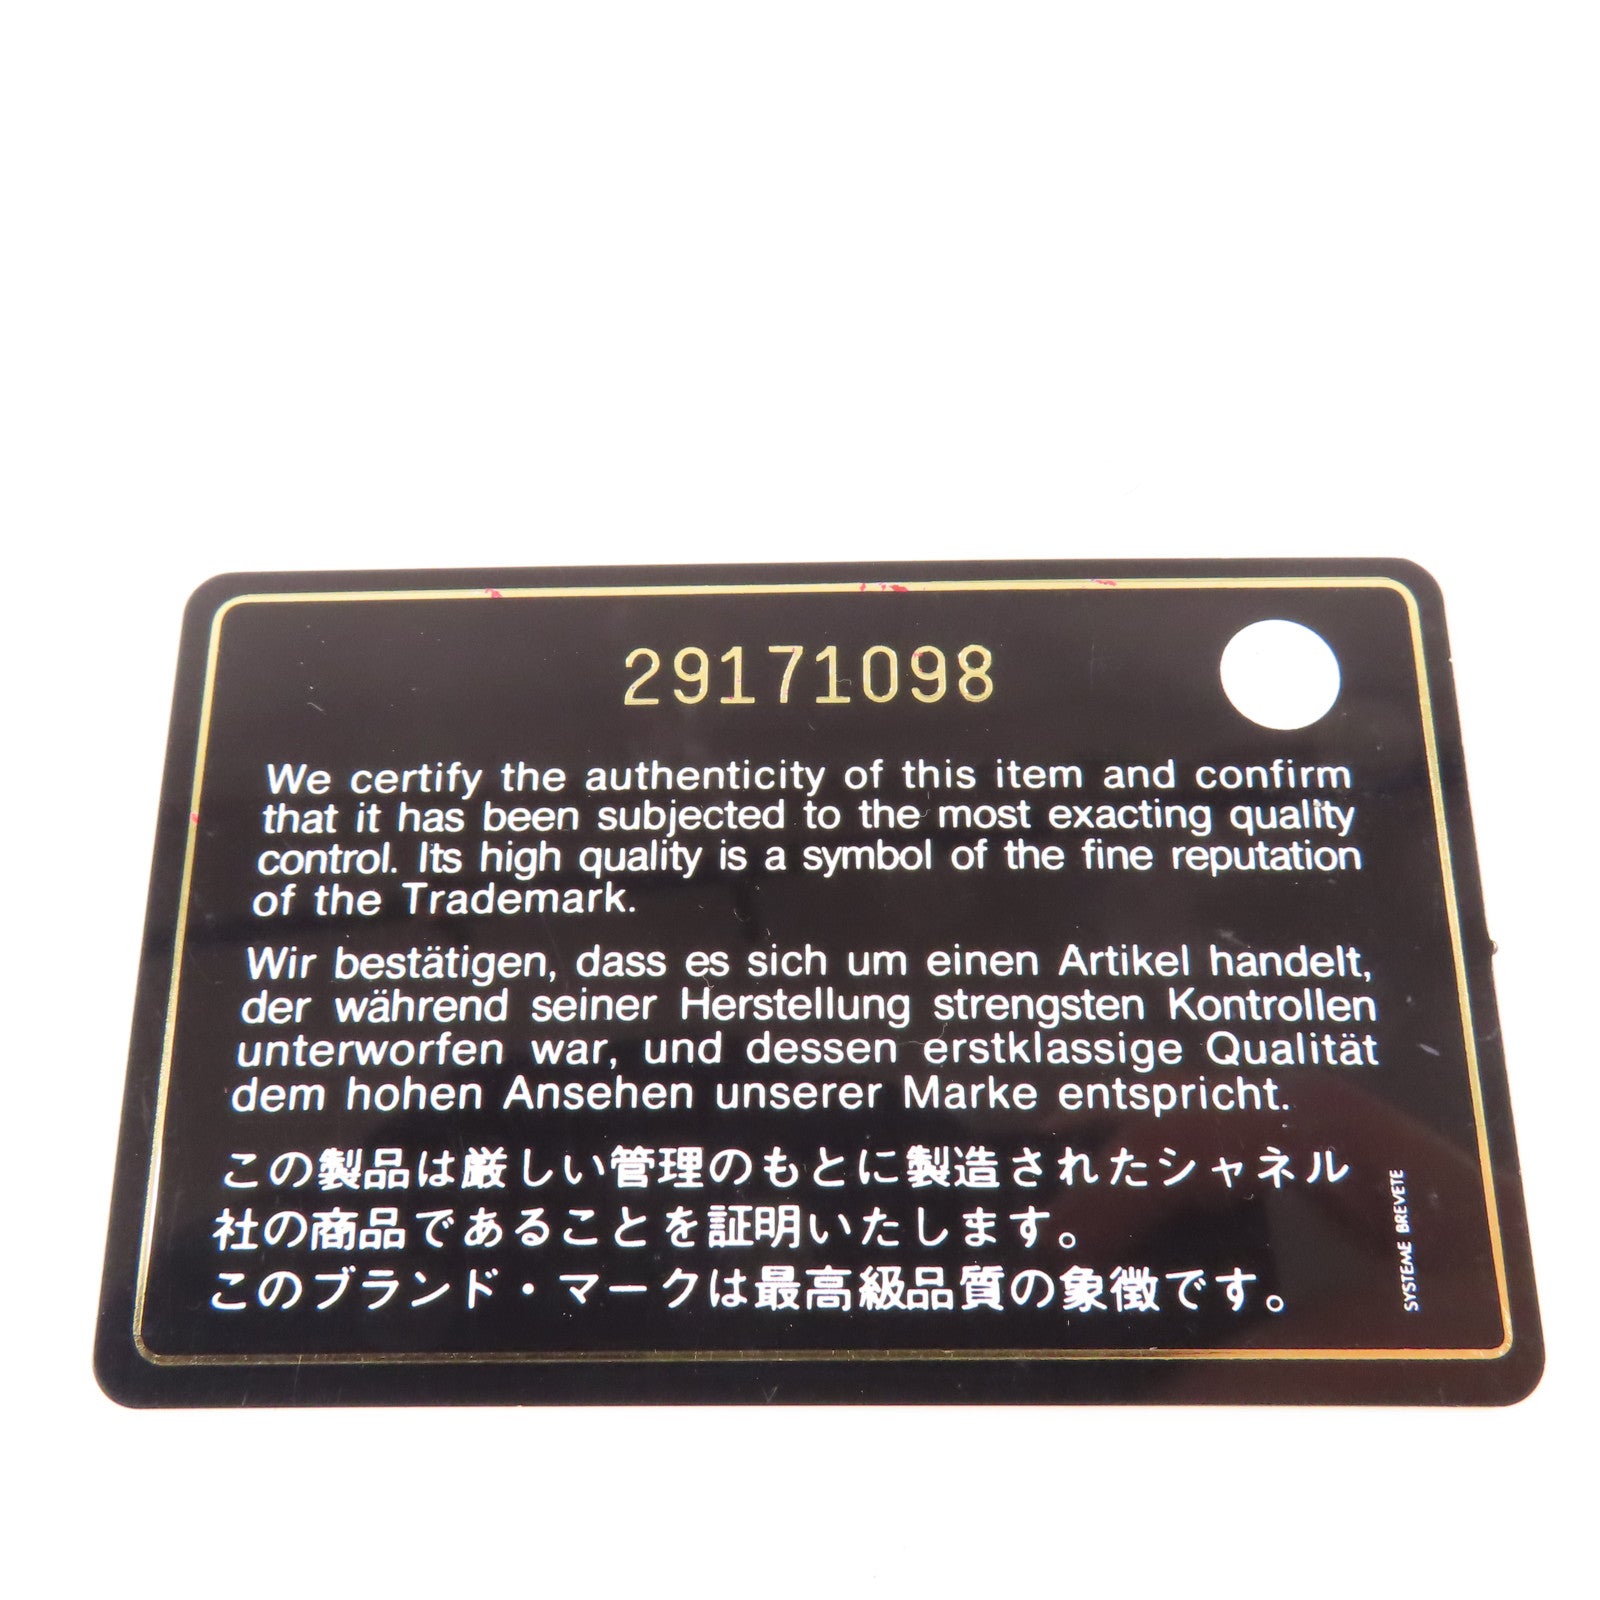 29171098
We certify the authenticity of this item and confirm
that it has been subjected to the most exacting quality
control. Its high quality is a symbol of the fine reputation
of the Trademark.
Wir bestätigen, dass es sich um einen Artikel handelt,
der während seiner Herstellung strengsten Kontrollen
unterworfen war, und dessen erstklassige Qualität
dem hohen Ansehen unserer Marke entspricht.
この製品は厳しい管理のもとに製造されたシャネル
社の商品であることを証明いたします。
このブランド・マークは最高級品質の象徴です。
SYSTEME BREVETE